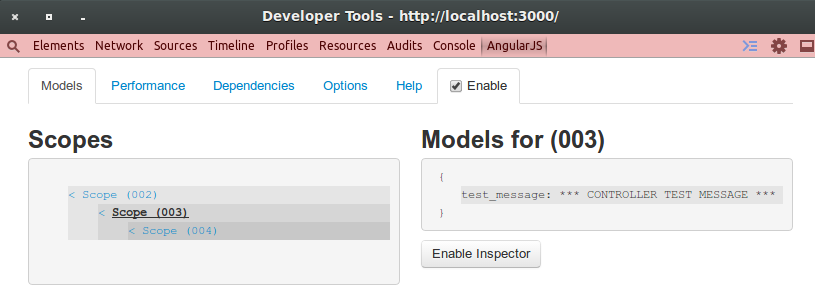 Developer Tools - http://localhost:3000/
Elements Network Sources Timeline Profiles Resources Audits Console AngularJS
Models Performance Dependencies Options Help Enable
Scopes
< Scope (002)
< Scope (003)
< Scope (004)
Models for (003)
{
test_message: *** CONTROLLER TEST MESSAGE ***
}
Enable Inspector